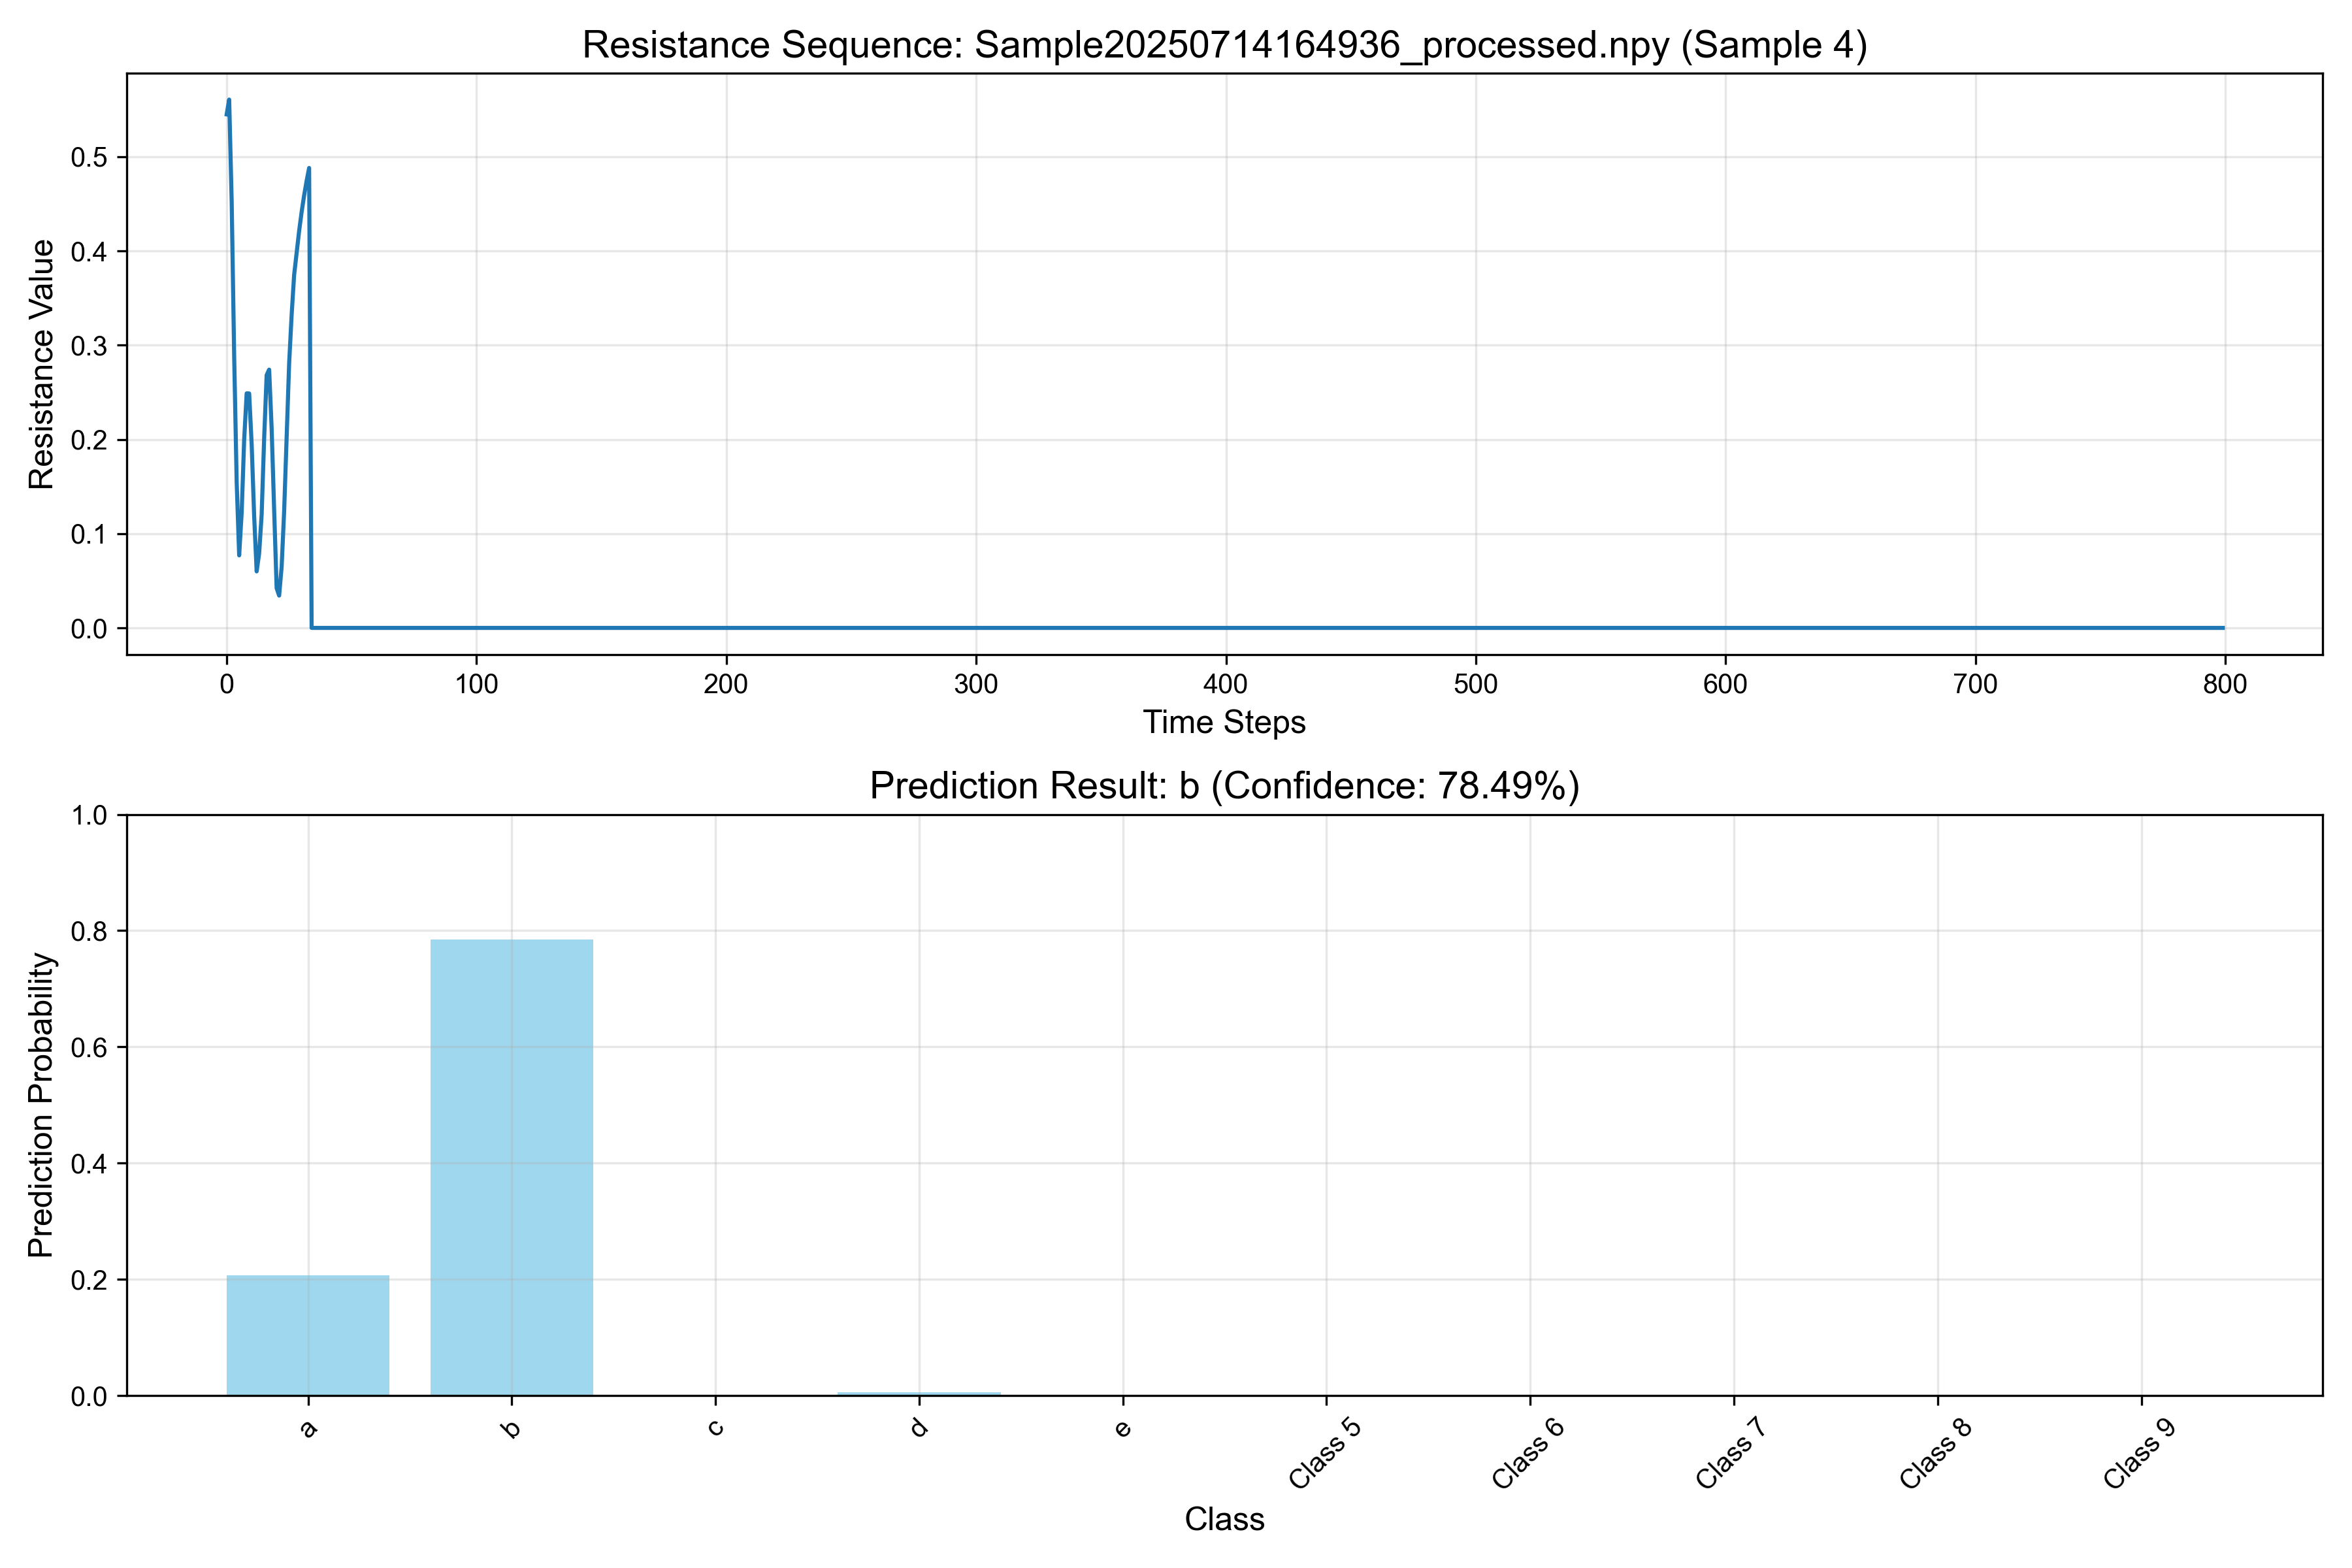 Resistance Sequence: Sample20250714164936_processed.npy (Sample 4)
Resistance Value
0.5
0.4
0.3
0.2
0.1
0.0
0 100 200 300 400 500 600 700 800
Time Steps
Prediction Result: b (Confidence: 78.49%)
Prediction Probability
1.0
0.8
0.6
0.4
0.2
0.0
a b c d e Class 5 Class 6 Class 7 Class 8 Class 9
Class